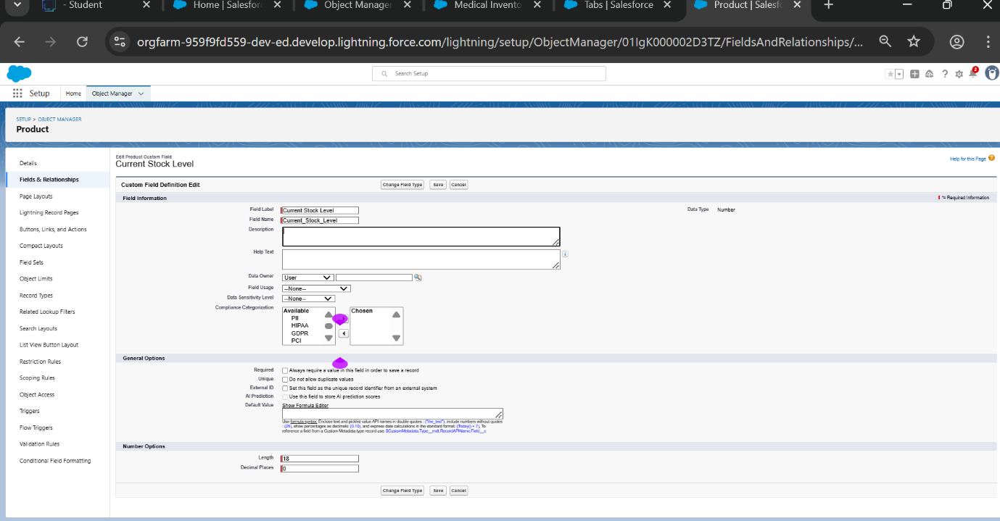 - Student
Home | Salesforc
Object Manager
Medical Invento
Tabs | Salesforce
Product | Salesfo
orgfarm-959f9fd559-dev-ed.develop.lightning.force.com/lightning/setup/ObjectManager/01IgK000002D3TZ/FieldsAndRelationships/...
Search Setup
2
Setup
Home
Object Manager
SETUP > OBJECT MANAGER
Product
Details
Fields & Relationships
Page Layouts
Lightning Record Pages
Buttons, Links, and Actions
Compact Layouts
Field Sets
Object Limits
Record Types
Related Lookup Filters
Search Layouts
List View Button Layout
Restriction Rules
Scoping Rules
Object Access
Triggers
Flow Triggers
Validation Rules
Conditional Field Formatting
Edit Product Custom Field
Current Stock Level
Help for this Page
Custom Field Definition Edit
Change Field Type
Save
Cancel
Field Information
= Required Information
Field Label Current Stock Level
Data Type Number
Field Name Current_Stock_Level
Description
Help Text
Data Owner User
Field Usage --None--
Data Sensitivity Level --None--
Compliance Categorization
Available
PII
HIPAA
GDPR
PCI
Chosen
General Options
Required Always require a value in this field in order to save a record
Unique Do not allow duplicate values
External ID Set this field as the unique record identifier from an external system
AI Prediction Use this field to store AI prediction scores
Default Value Show Formula Editor
Use formula syntax: Enclose text and picklist value API names in double quotes : ("the_text"), include numbers without quotes
: (25), show percentages as decimals: (0.10), and express date calculations in the standard format: (Today() + 7). To
reference a field from a Custom Metadata type record use: $CustomMetadata.Type__mdt.RecordAPIName.Field__c
Number Options
Length 18
Decimal Places 0
Change Field Type
Save
Cancel